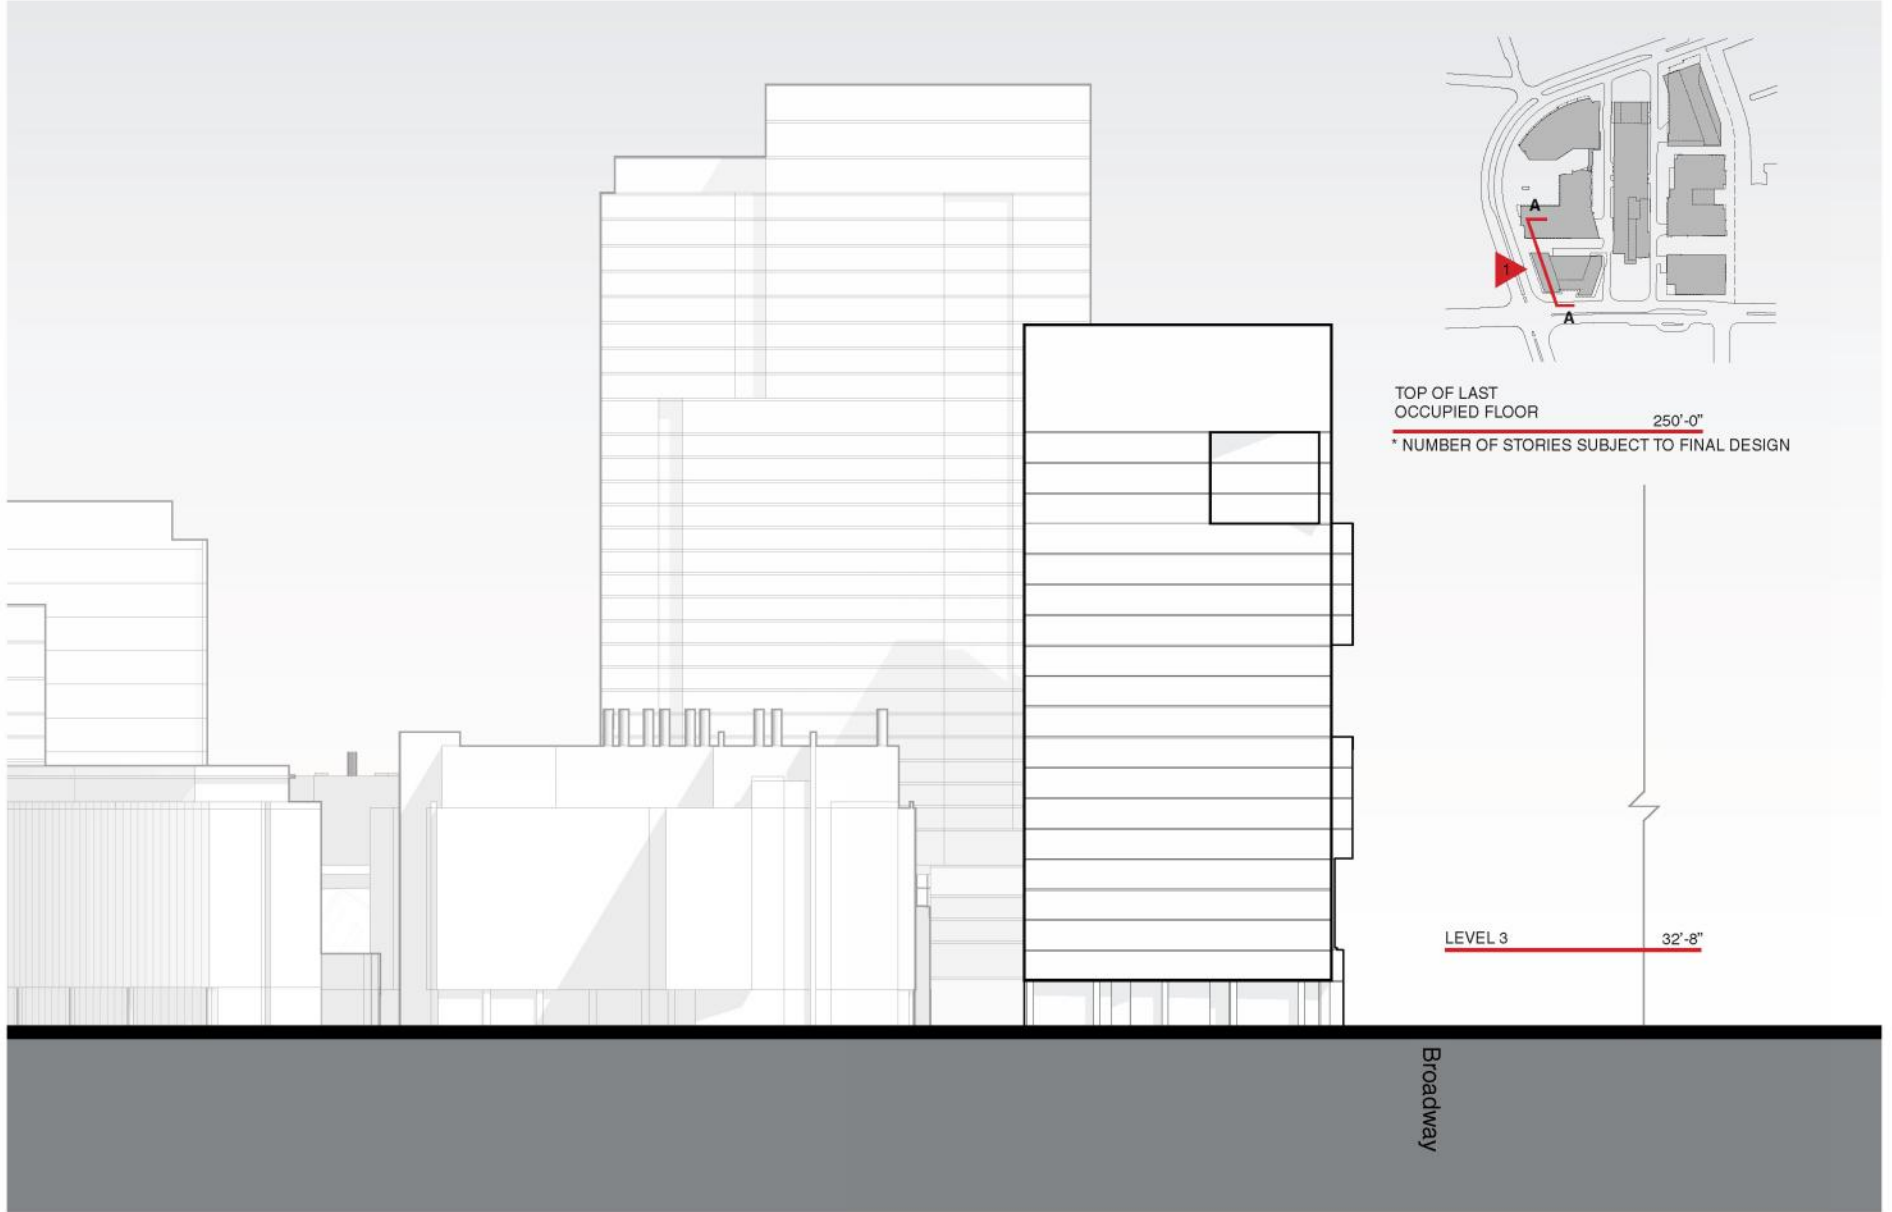 A
1
A
TOP OF LAST
OCCUPIED FLOOR 250'-0"
* NUMBER OF STORIES SUBJECT TO FINAL DESIGN
LEVEL 3 32'-8"
Broadway